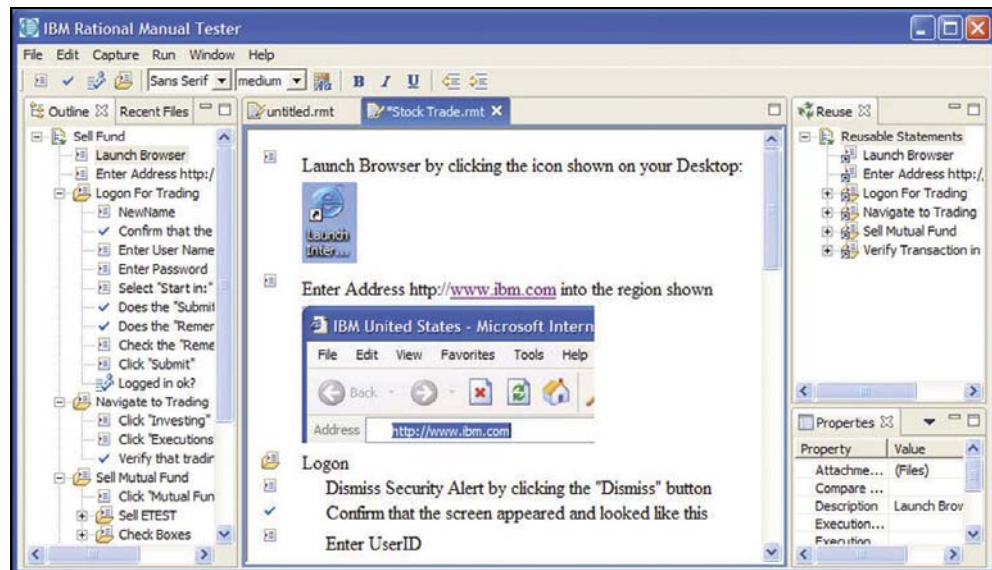 IBM Rational Manual Tester
File Edit Capture Run Window Help
Sans Serif medium B I U
Outline Recent Files
Sell Fund
Launch Browser
Enter Address http:/
Logon For Trading
NewName
Confirm that the
Enter User Name
Enter Password
Select "Start in:"
Does the "Submit
Does the "Remer
Check the "Reme
Click "Submit"
Logged in ok?
Navigate to Trading
Click "Investing"
Click "Executions
Verify that tradin
Sell Mutual Fund
Click "Mutual Fun
Sell ETEST
Check Boxes
untitled.rmt *Stock Trade.rmt
Launch Browser by clicking the icon shown on your Desktop:
Launch
Inter...
Enter Address http://www.ibm.com into the region shown
IBM United States - Microsoft Intern
File Edit View Favorites Tools Help
Back
Address http://www.ibm.com
Logon
Dismiss Security Alert by clicking the "Dismiss" button
Confirm that the screen appeared and looked like this
Enter UserID
Reuse
Reusable Statements
Launch Browser
Enter Address http:/
Logon For Trading
Navigate to Trading
Sell Mutual Fund
Verify Transaction in
Properties
Property Value
Attachme... (Files)
Compare ...
Description Launch Brov
Execution...
Execution